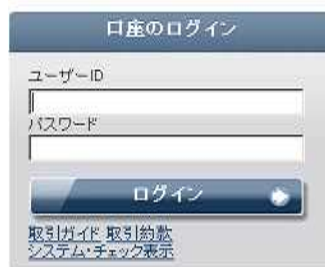 口座のログイン
ユーザーID
パスワード
ログイン
取引ガイド 取引約款
システム・チェック表示